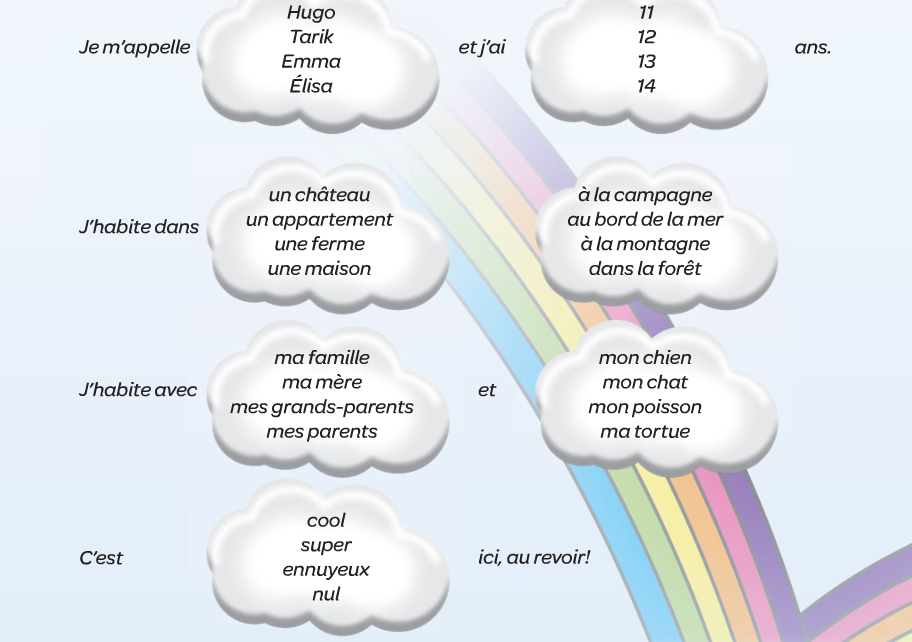 Hugo
11
Tarik
12
Je m'appelle
et j'ai
ans.
Emma
13
Élisa
14
un château
à la campagne
un appartement
au bord de la mer
J'habite dans
une ferme
à la montagne
une maison
dans la forêt
ma famille
mon chien
ma mère
mon chat
J'habite avec
et
mes grands-parents
mon poisson
mes parents
ma tortue
cool
super
C'est
ici, au revoir!
ennuyeux
nul